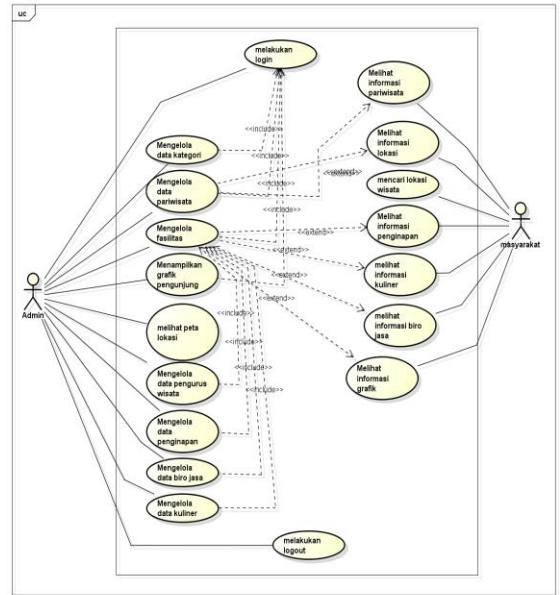 uc
melakukan
login
Mengelola
data kategori
Mengelola
data
pariwisata
Mengelola
fasilitas
Menampilkan
grafik
pengunjung
melihat peta
lokasi
Mengelola
data pengurus
wisata
Mengelola
data
penginapan
Mengelola
data biro jasa
Mengelola
data kuliner
melakukan
logout
Admin
<<include>>
<<include>>
<<include>>
<<include>>
<<extend>>
<<extend>>
<<extend>>
<<extend>>
<<extend>>
<<include>>
<<include>>
<<include>>
<<include>>
Melihat
informasi
pariwisata
Melihat
informasi
lokasi
mencari lokasi
wisata
Melihat
informasi
penginapan
melihat
informasi
kuliner
melihat
informasi biro
jasa
Melihat
informasi
grafik
masyarakat